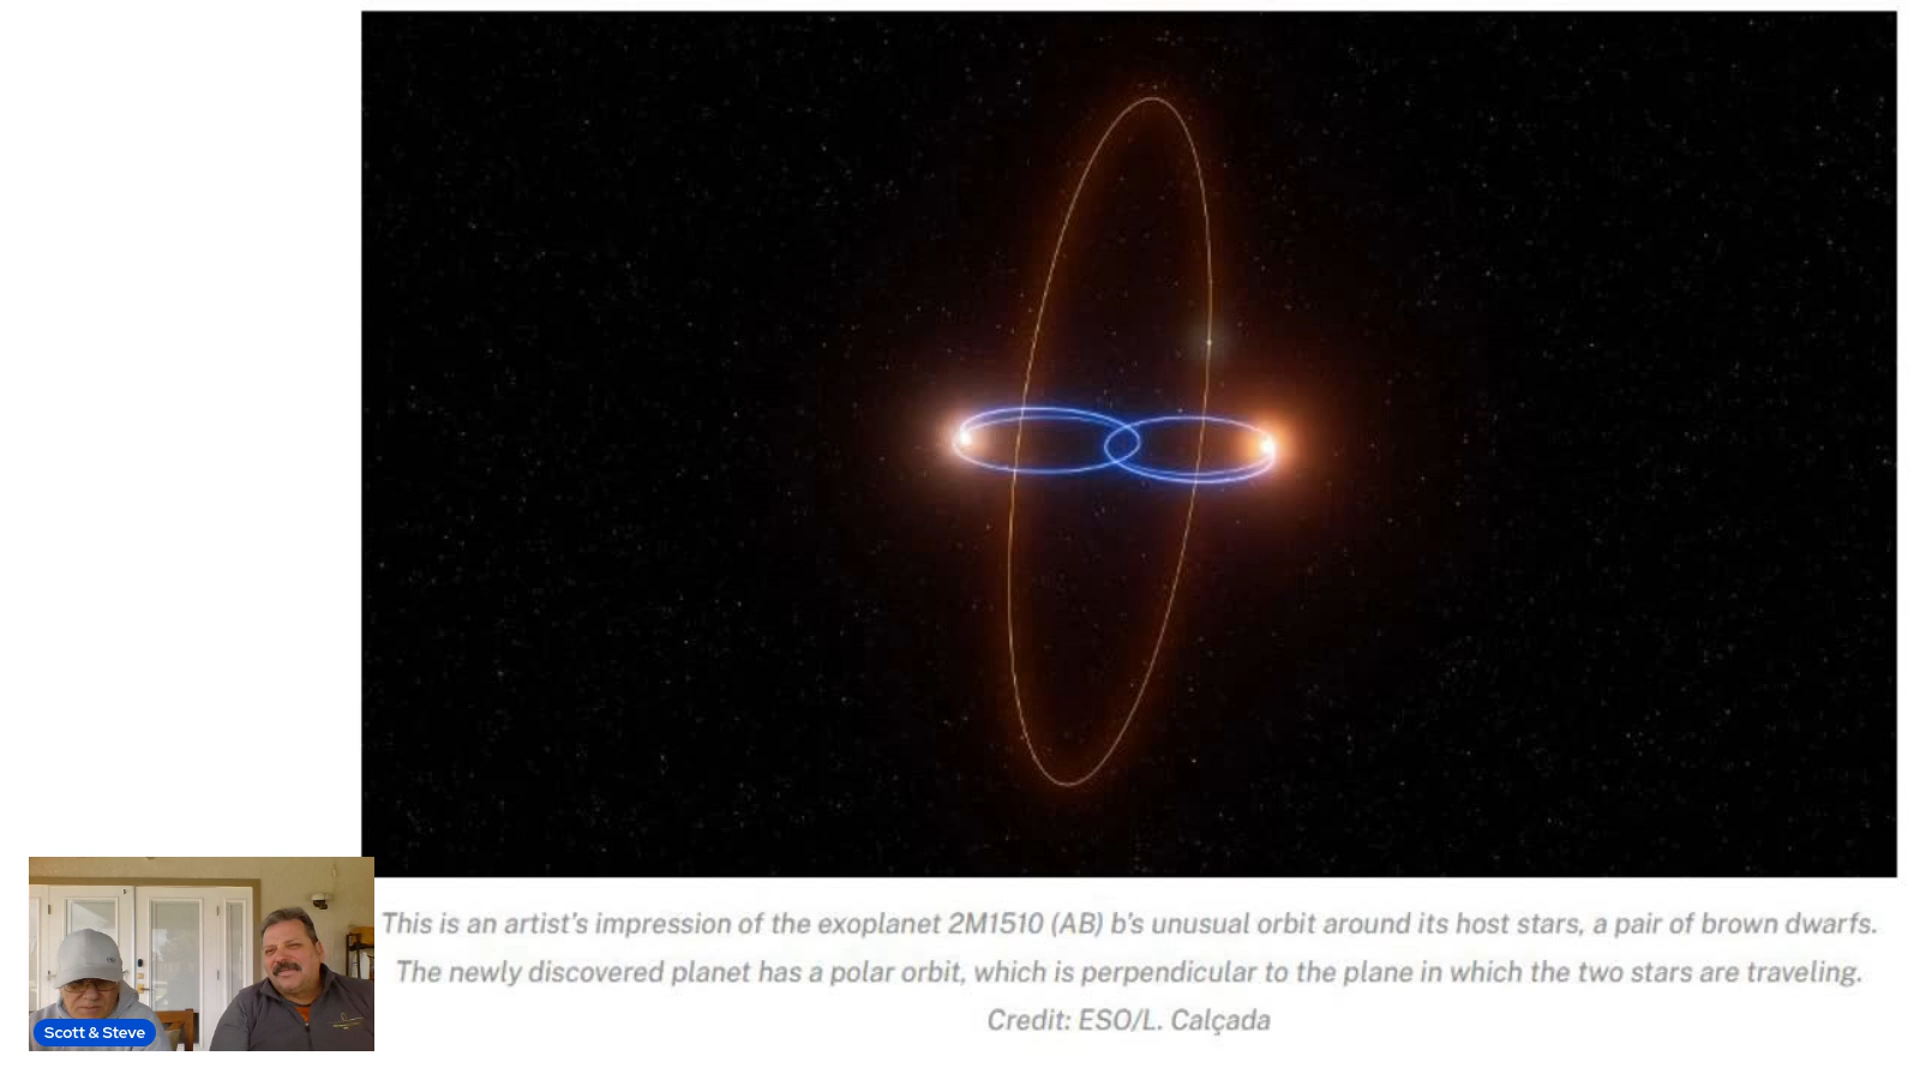 This is an artist's impression of the exoplanet 2M1510 (AB) b's unusual orbit around its host stars, a pair of brown dwarfs.
The newly discovered planet has a polar orbit, which is perpendicular to the plane in which the two stars are traveling.
Credit: ESO/L. Calçada
Scott & Steve